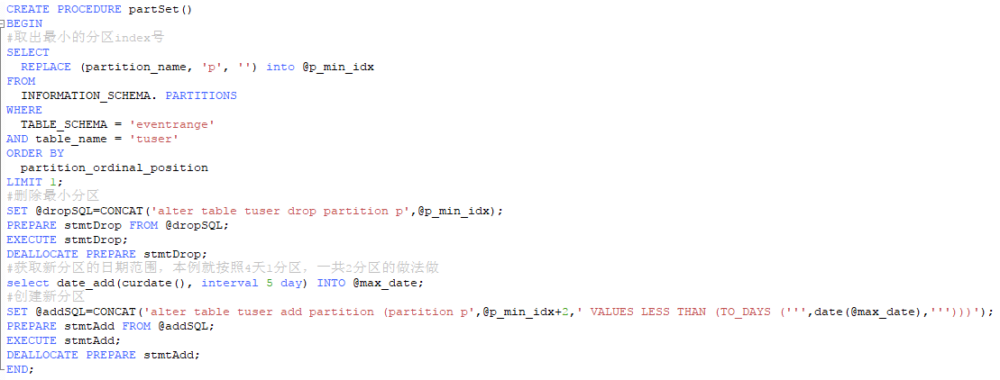 CREATE PROCEDURE partSet()
BEGIN
#取出最小的分区index号
SELECT
  REPLACE (partition_name, 'p', '') into @p_min_idx
FROM
  INFORMATION_SCHEMA. PARTITIONS
WHERE
  TABLE_SCHEMA = 'eventrange'
AND table_name = 'tuser'
ORDER BY
  partition_ordinal_position
LIMIT 1;
#删除最小分区
SET @dropSQL=CONCAT('alter table tuser drop partition p',@p_min_idx);
PREPARE stmtDrop FROM @dropSQL;
EXECUTE stmtDrop;
DEALLOCATE PREPARE stmtDrop;
#获取新分区的日期范围，本例就按照4天1分区，一共2分区的做法做
select date_add(curdate(), interval 5 day) INTO @max_date;
#创建新分区
SET @addSQL=CONCAT('alter table tuser add partition (partition p',@p_min_idx+2,' VALUES LESS THAN (TO_DAYS (''',date(@max_date),''')))');
PREPARE stmtAdd FROM @addSQL;
EXECUTE stmtAdd;
DEALLOCATE PREPARE stmtAdd;
END;